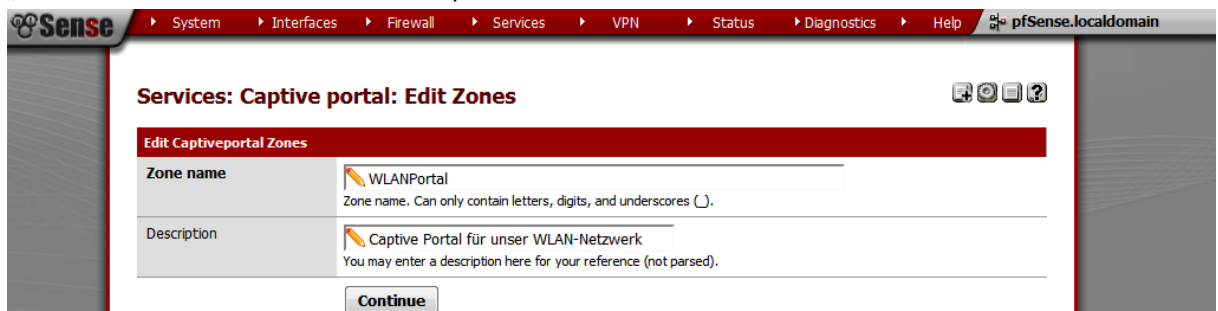 Sense System Interfaces Firewall Services VPN Status Diagnostics Help pfSense.localdomain
Services: Captive portal: Edit Zones
Edit Captiveportal Zones
Zone name WLANPortal
Zone name. Can only contain letters, digits, and underscores (_).
Description Captive Portal für unser WLAN-Netzwerk
You may enter a description here for your reference (not parsed).
Continue